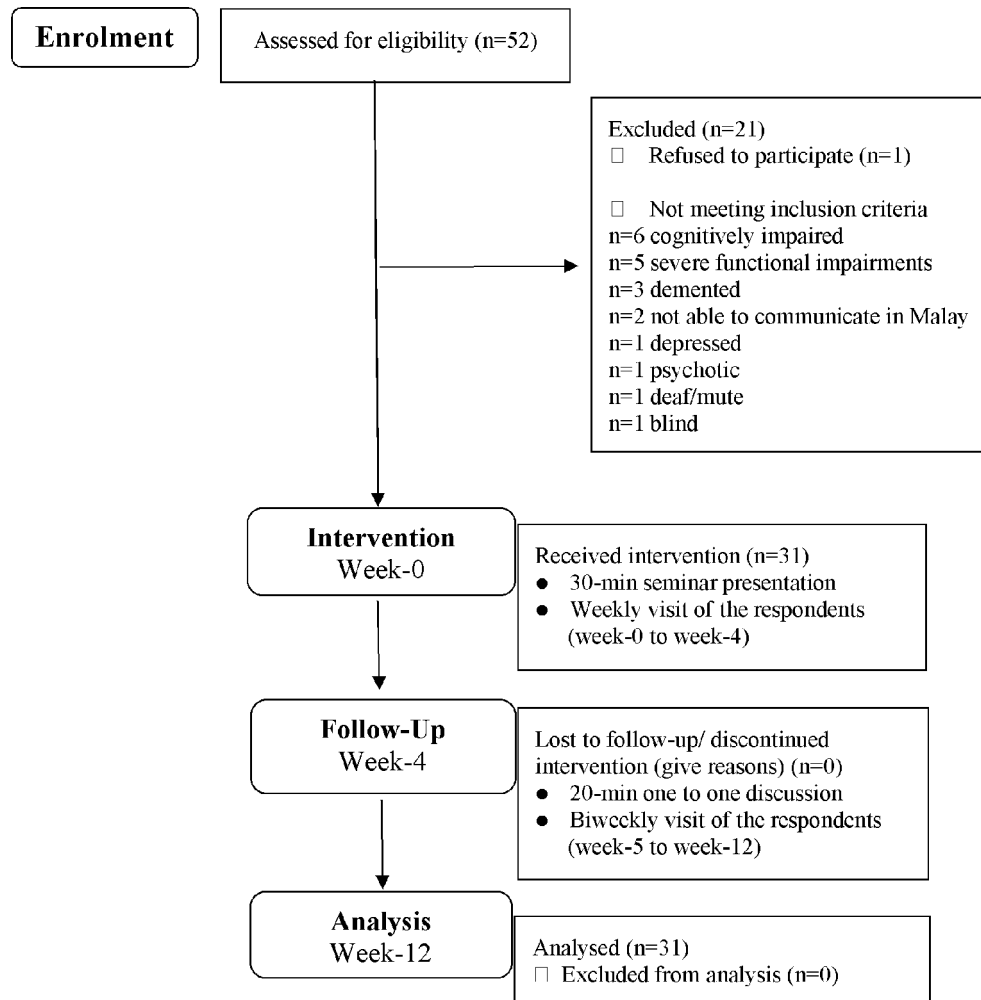 Enrolment
Assessed for eligibility (n=52)
Excluded (n=21)
□ Refused to participate (n=1)
□ Not meeting inclusion criteria
n=6 cognitively impaired
n=5 severe functional impairments
n=3 demented
n=2 not able to communicate in Malay
n=1 depressed
n=1 psychotic
n=1 deaf/mute
n=1 blind
Intervention
Week-0
Received intervention (n=31)
● 30-min seminar presentation
● Weekly visit of the respondents
(week-0 to week-4)
Follow-Up
Week-4
Lost to follow-up/ discontinued
intervention (give reasons) (n=0)
● 20-min one to one discussion
● Biweekly visit of the respondents
(week-5 to week-12)
Analysis
Week-12
Analysed (n=31)
□ Excluded from analysis (n=0)